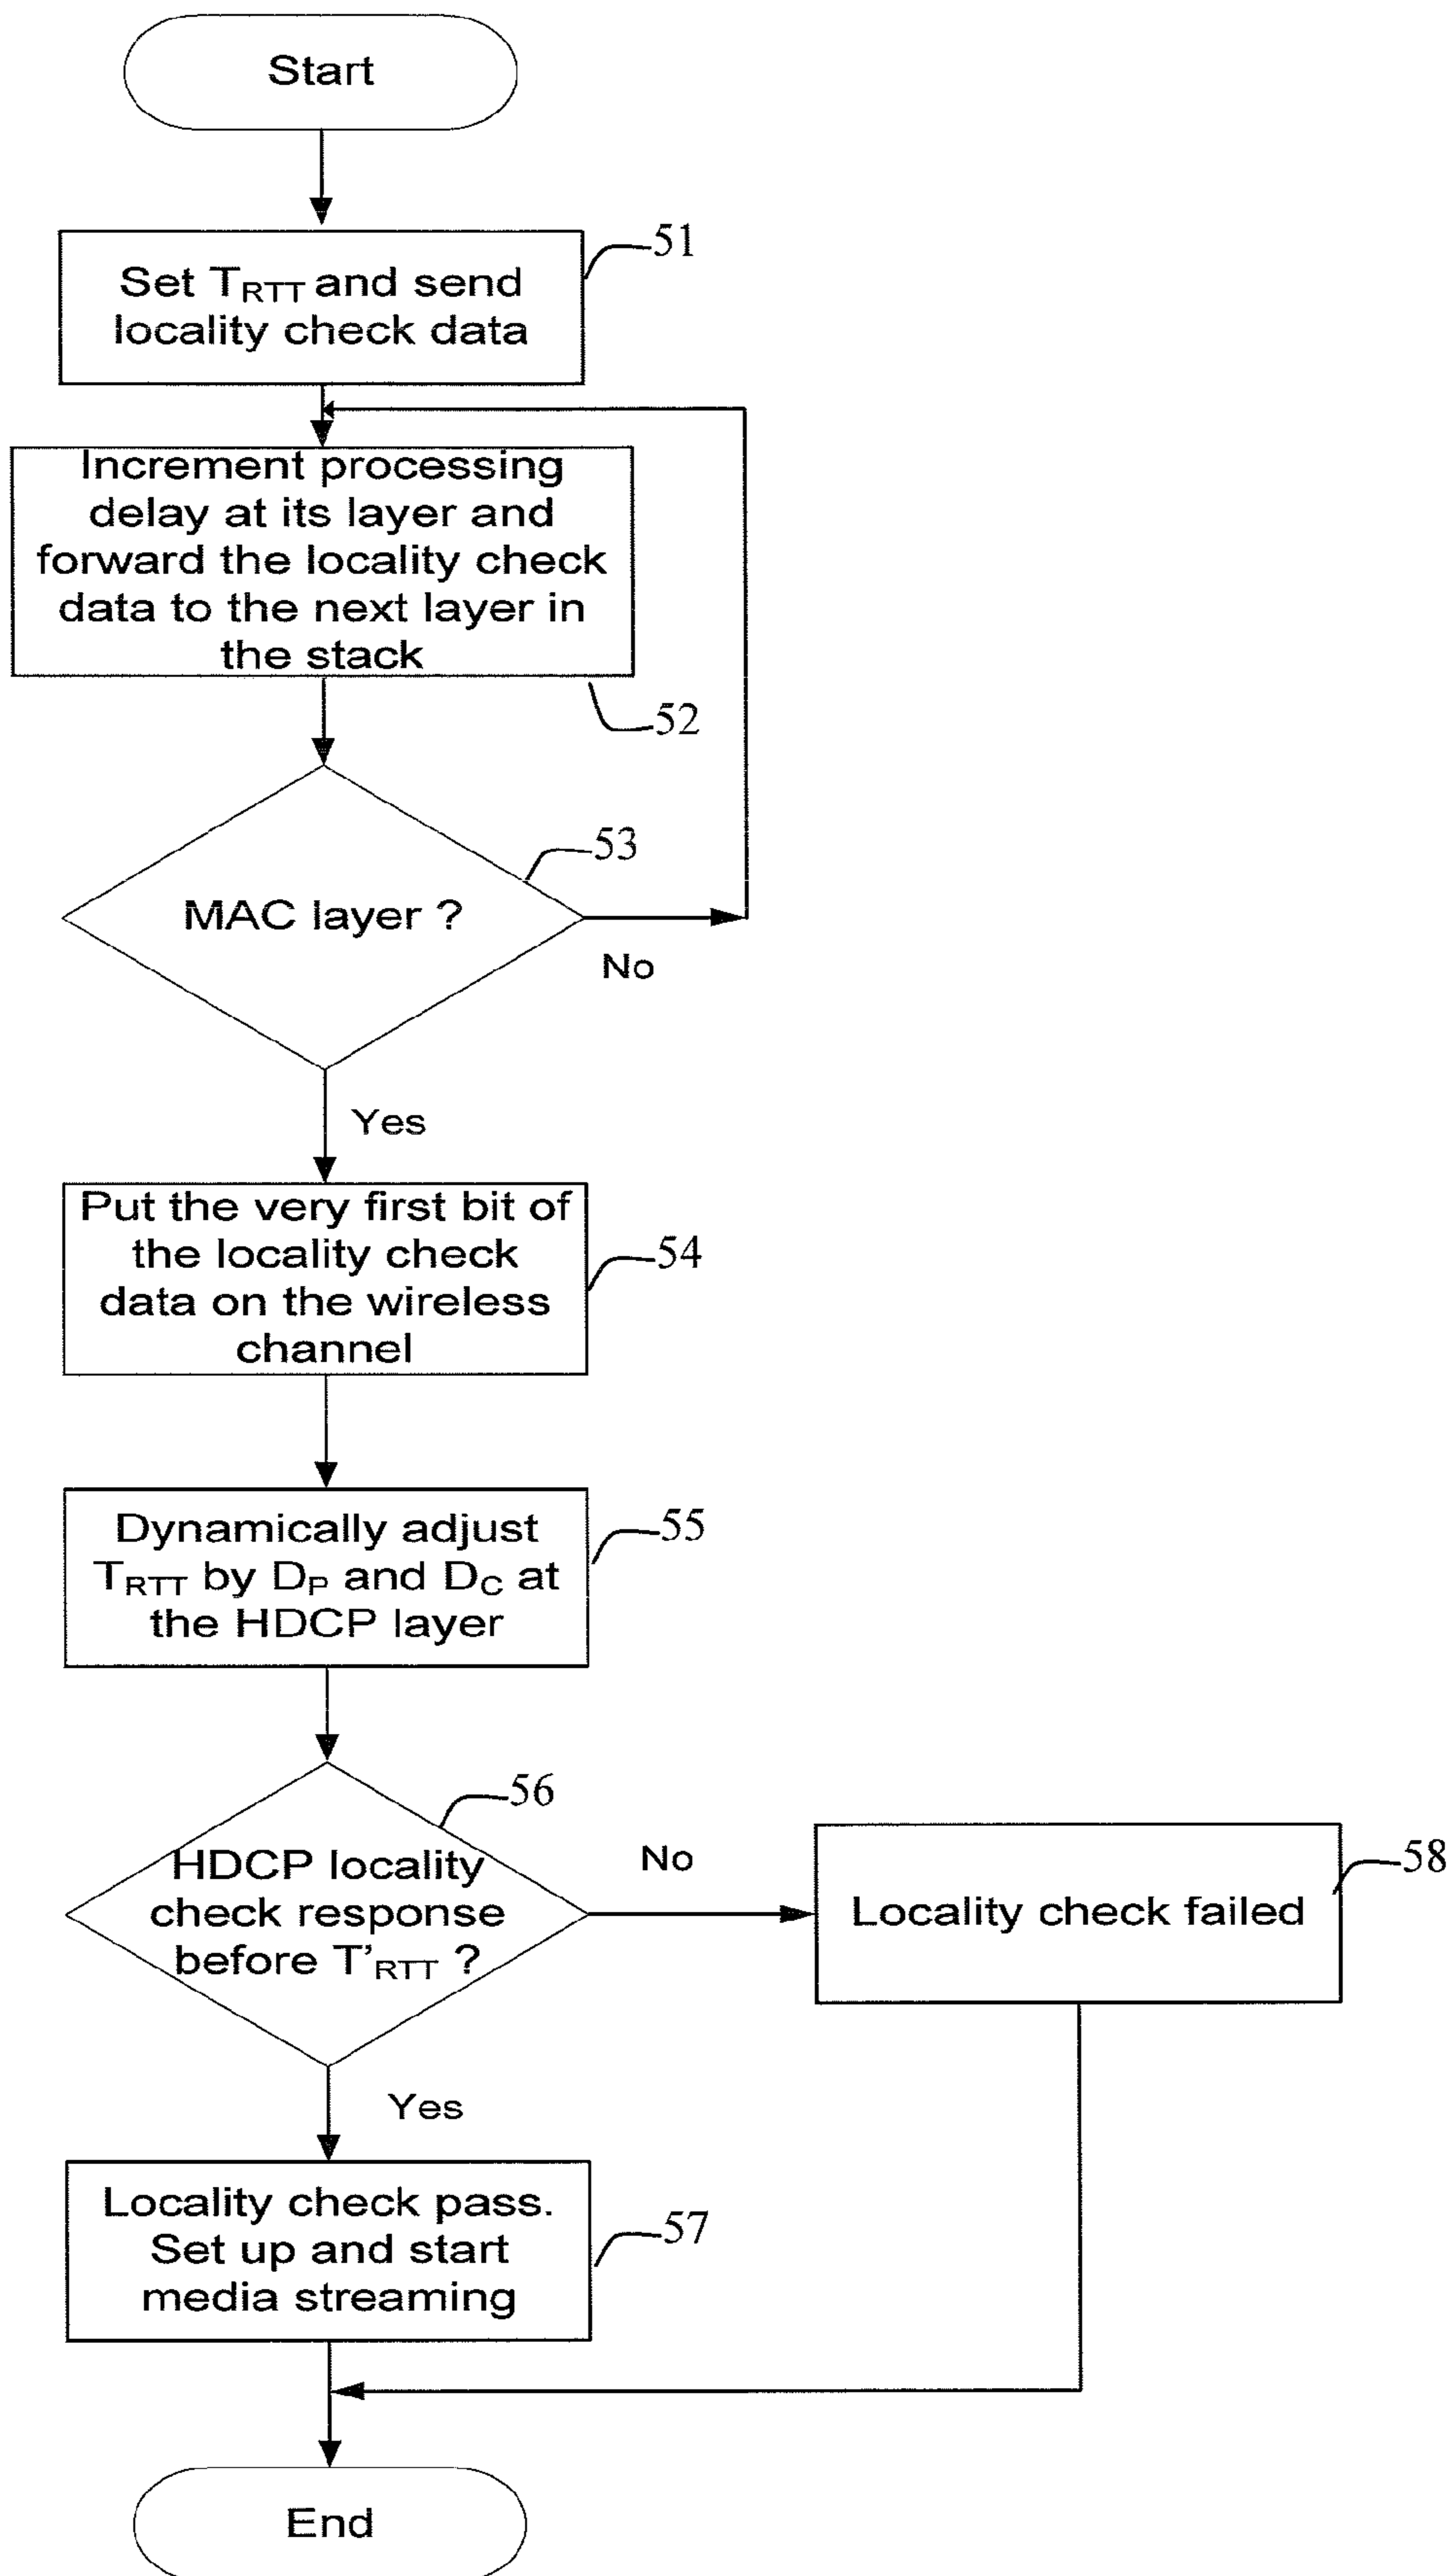 Start
51
Set TRTT and send
locality check data
Increment processing
delay at its layer and
forward the locality check
data to the next layer in
the stack
52
53
MAC layer ?
No
Yes
Put the very first bit of
the locality check
data on the wireless
channel
54
Dynamically adjust
TRTT by DP and DC at
the HDCP layer
55
56
HDCP locality
check response
before T’RTT ?
No
Locality check failed
58
Yes
Locality check pass.
Set up and start
media streaming
57
End